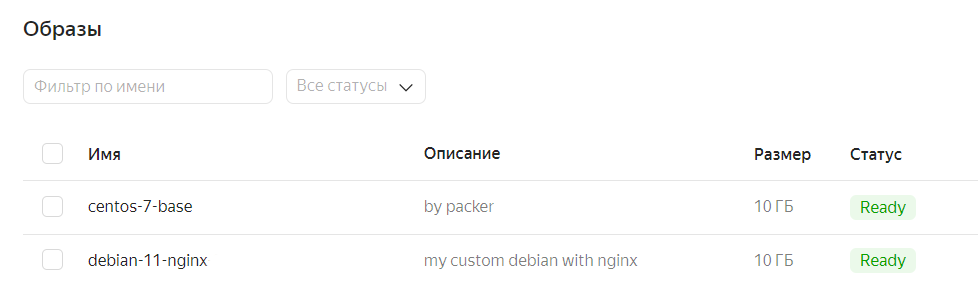 Образы
Фильтр по имени Все статусы
Имя Описание Размер Статус
centos-7-base by packer 10 ГБ Ready
debian-11-nginx my custom debian with nginx 10 ГБ Ready